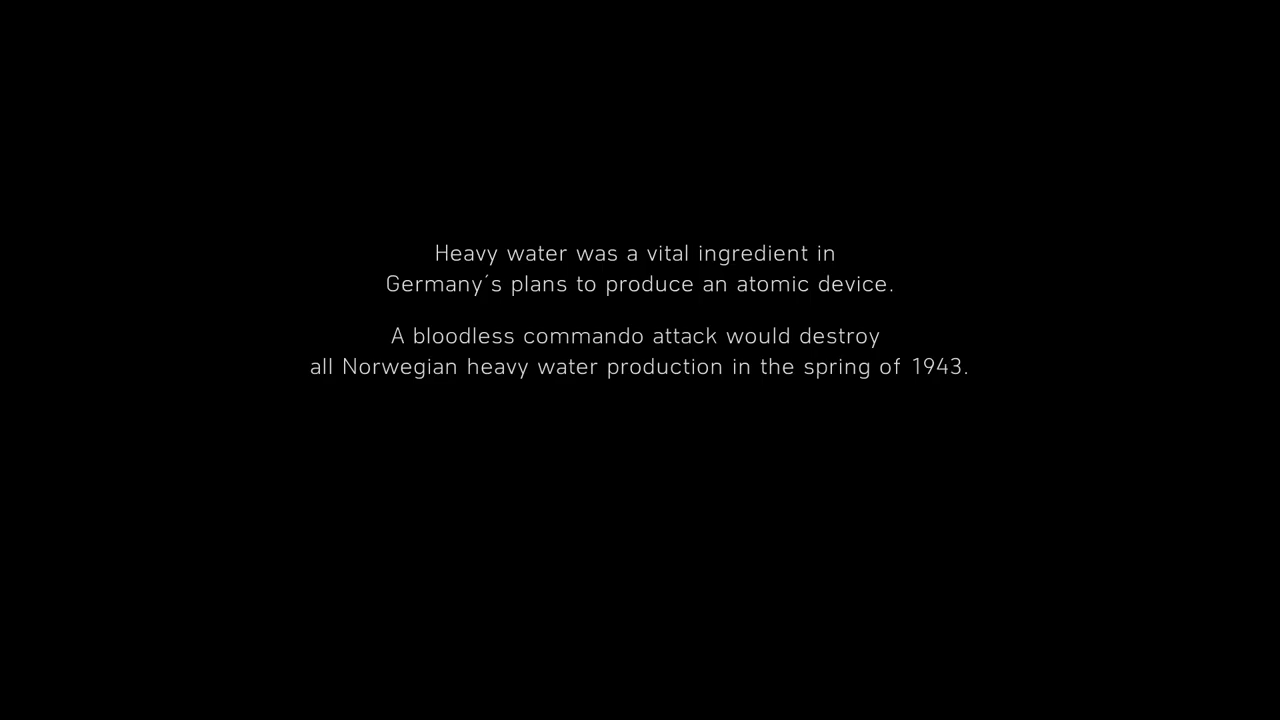 Heavy water was a vital ingredient in
Germany´s plans to produce an atomic device.
A bloodless commando attack would destroy
all Norwegian heavy water production in the spring of 1943.